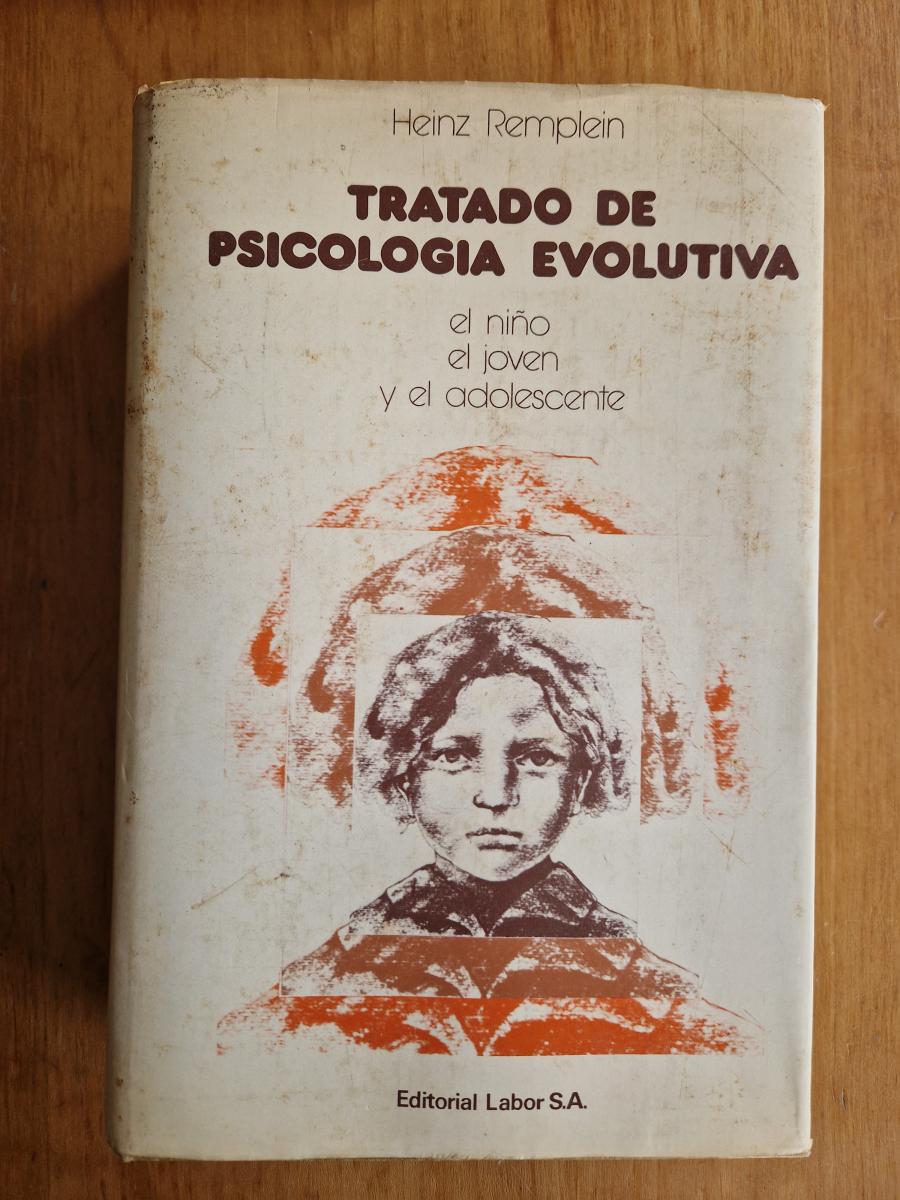 Heinz Remplein
TRATADO DE
PSICOLOGIA EVOLUTIVA
el niño
el joven
y el adolescente
Editorial Labor S.A.